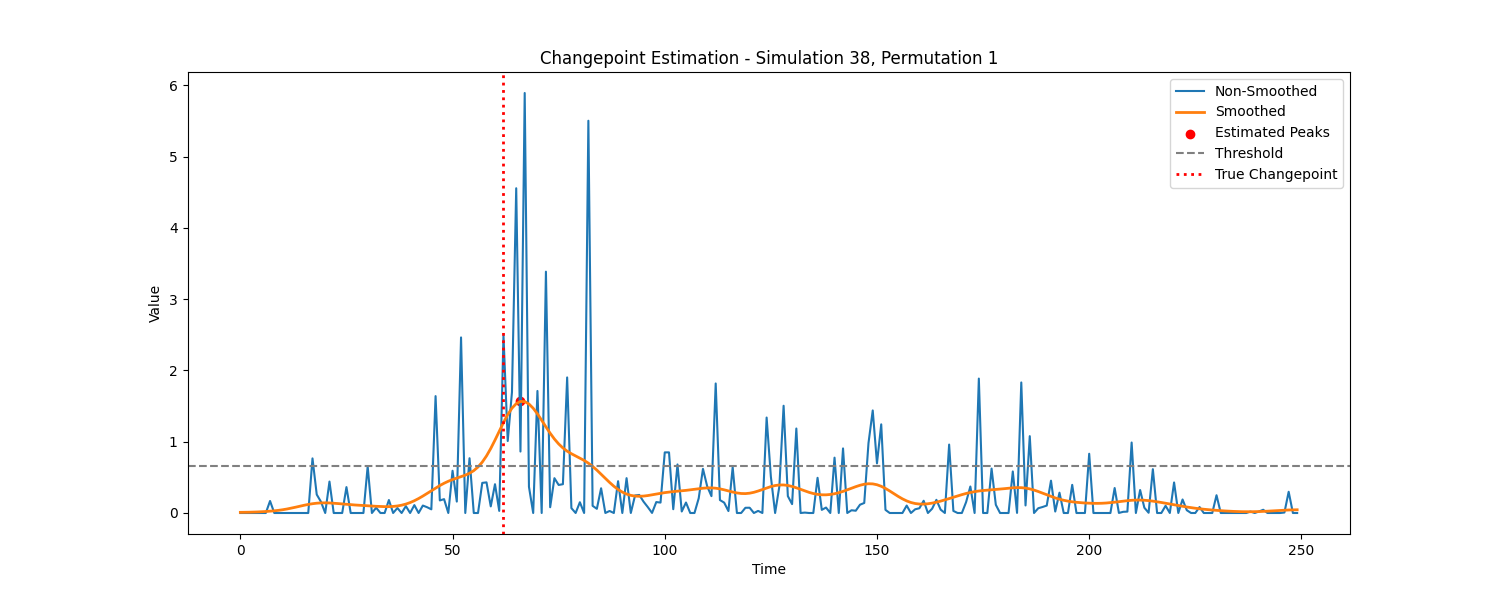 Changepoint Estimation - Simulation 38, Permutation 1
6
5
4
3
2
1
0
Value
Non-Smoothed
Smoothed
Estimated Peaks
Threshold
True Changepoint
0 50 100 150 200 250
Time